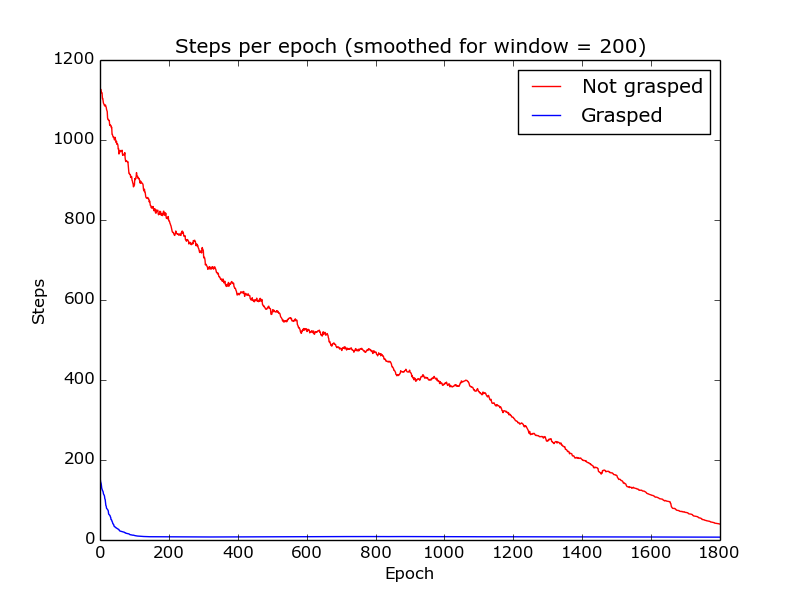 Steps per epoch (smoothed for window = 200)
1200
1000
800
600
400
200
0
Steps
Not grasped
Grasped
0 200 400 600 800 1000 1200 1400 1600 1800
Epoch